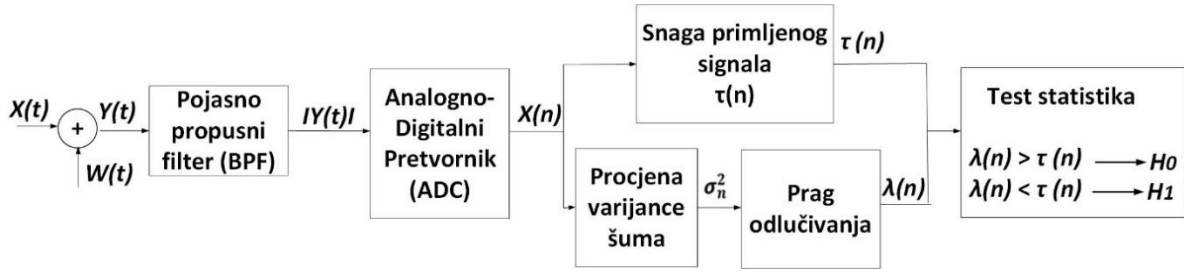 X(t)
+
W(t)
Y(t)
Pojasno
propusni
filter (BPF)
IY(t)I
Analogno-
Digitalni
Pretvornik
(ADC)
X(n)
Snaga primljenog
signala
τ(n)
τ (n)
Procjena
varijance
šuma
σ²ₙ
Prag
odlučivanja
λ(n)
Test statistika
λ(n) > τ (n) → H0
λ(n) < τ (n) → H1